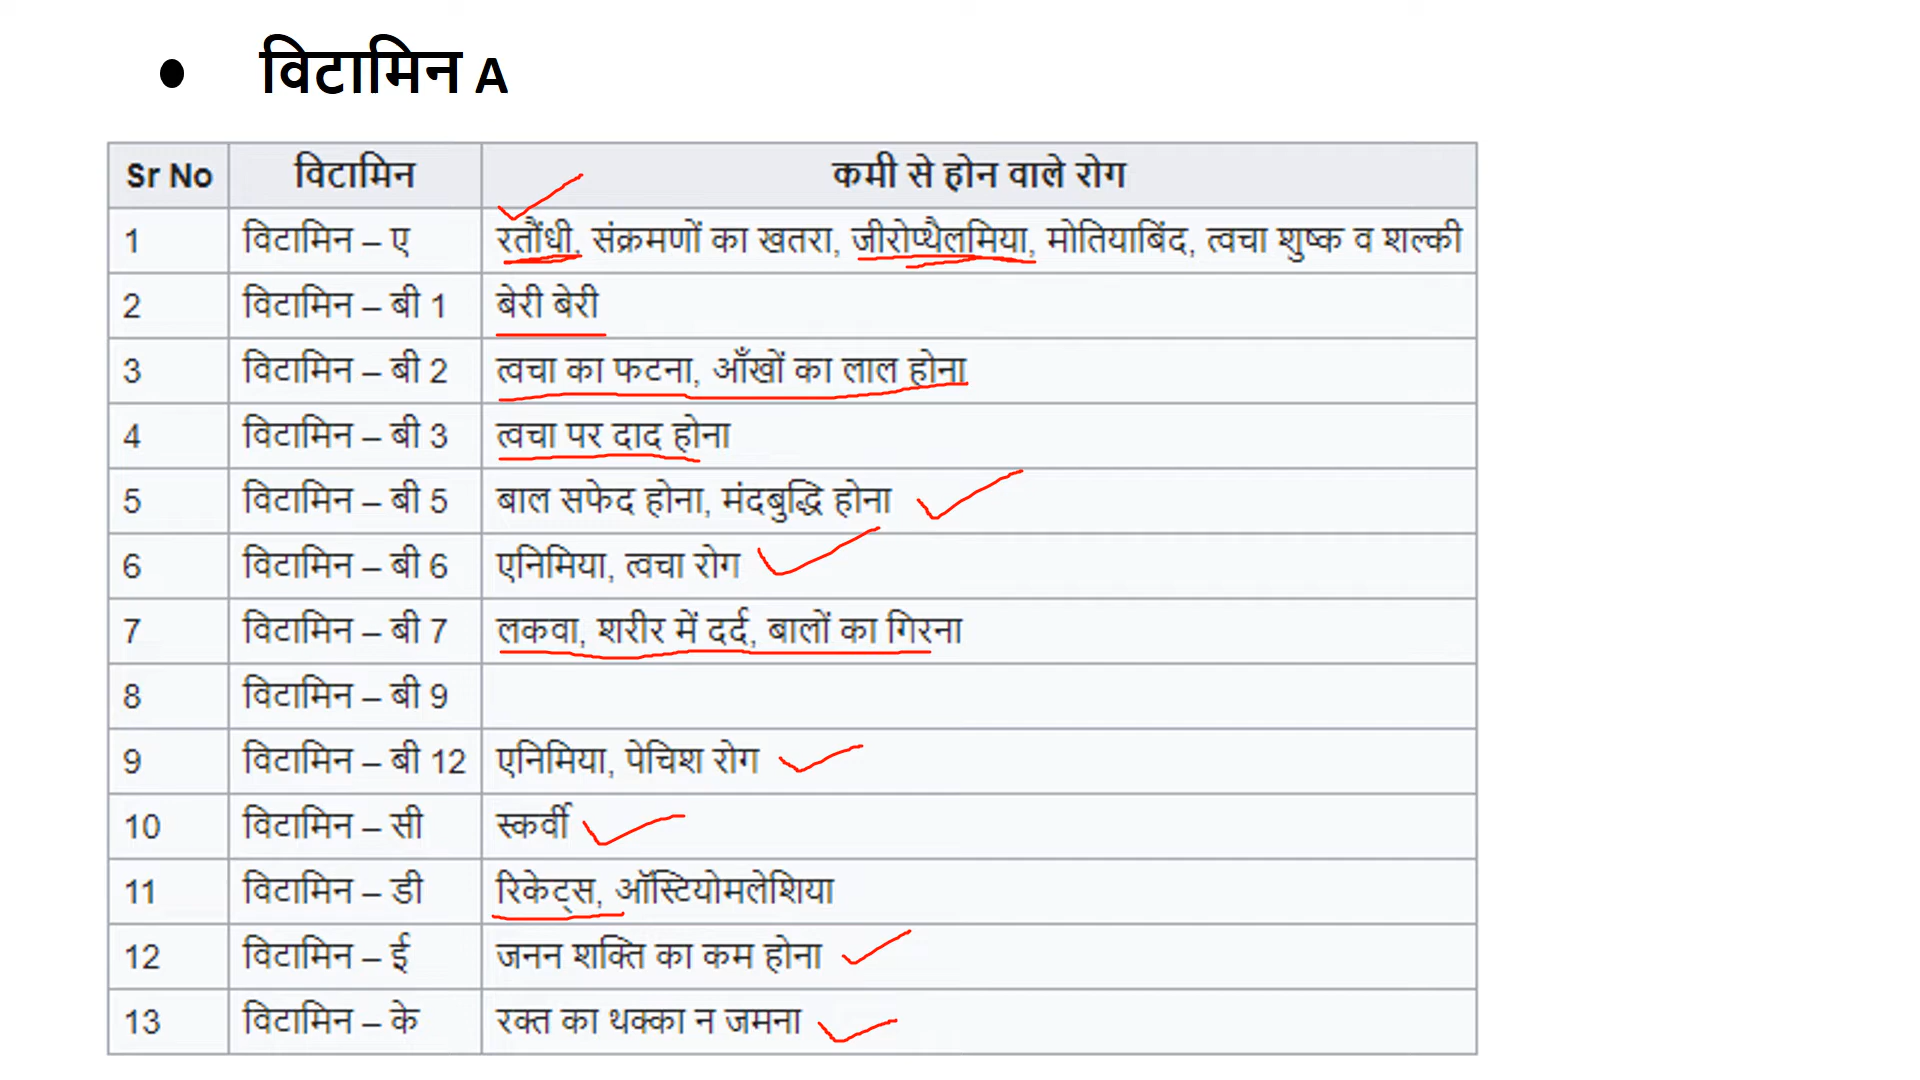 ● विटामिन A
Sr No विटामिन कमी से होन वाले रोग
1 विटामिन – ए रतौंधी, संक्रमणों का खतरा, जीरोप्थैलमिया, मोतियाबिंद, त्वचा शुष्क व शल्की
2 विटामिन – बी 1 बेरी बेरी
3 विटामिन – बी 2 त्वचा का फटना, आँखों का लाल होना
4 विटामिन – बी 3 त्वचा पर दाद होना
5 विटामिन – बी 5 बाल सफेद होना, मंदबुद्धि होना
6 विटामिन – बी 6 एनिमिया, त्वचा रोग
7 विटामिन – बी 7 लकवा, शरीर में दर्द, बालों का गिरना
8 विटामिन – बी 9
9 विटामिन – बी 12 एनिमिया, पेचिश रोग
10 विटामिन – सी स्कर्वी
11 विटामिन – डी रिकेट्स, ऑस्टियोमलेशिया
12 विटामिन – ई जनन शक्ति का कम होना
13 विटामिन – के रक्त का थक्का न जमना